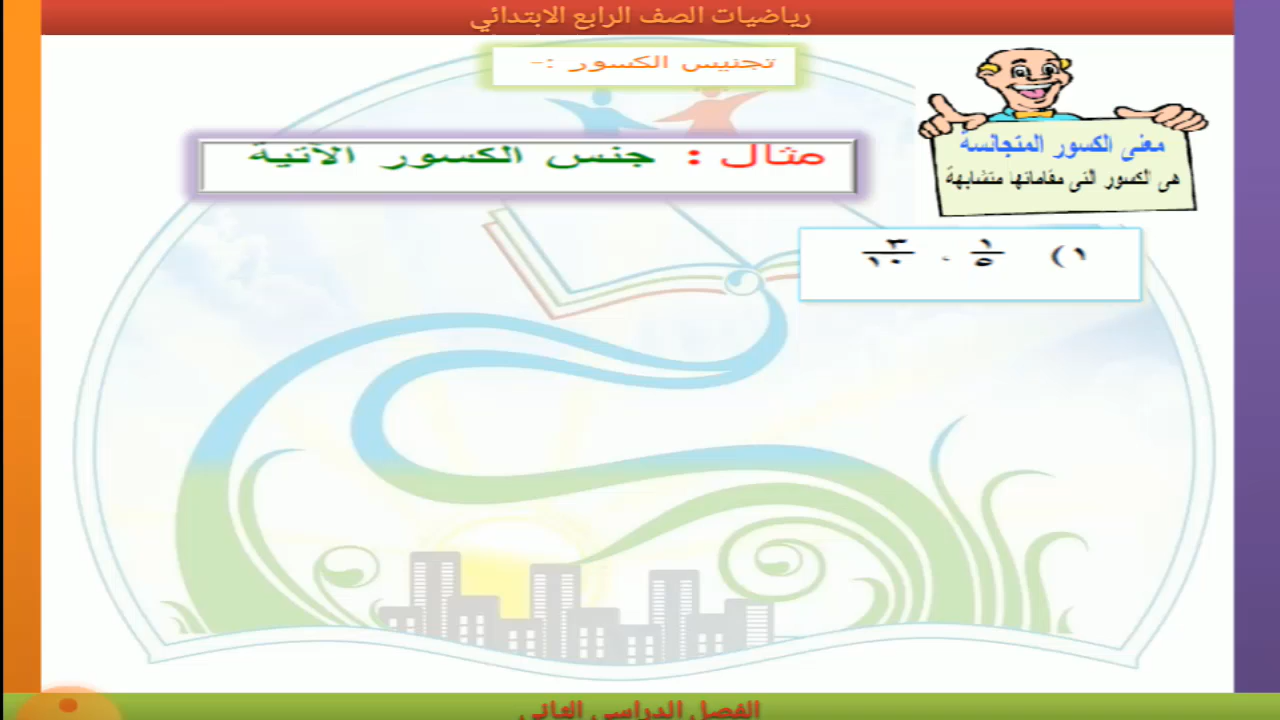 رياضيات الصف الرابع الابتدائي
تجنيس الكسور :-
معنى الكسور المتجانسة
هى الكسور التى مقاماتها متشابهة
مثال : جنس الكسور الآتية
١) ١/٥ ، ٣/١٠
الفصل الدراسي الثاني